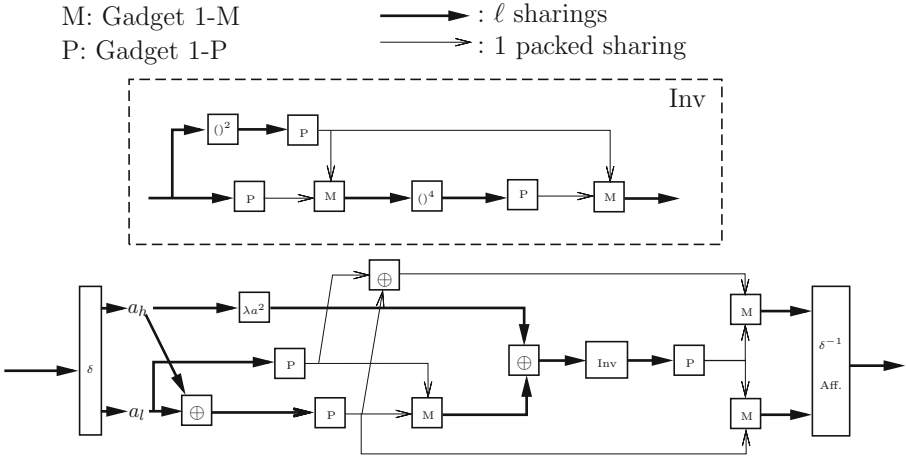 M: Gadget 1-M
P: Gadget 1-P
: ℓ sharings
: 1 packed sharing
Inv
()²
P
P
M
()⁴
P
M
⊕
a_h
λa²
M
δ
P
⊕
Inv
P
δ⁻¹
Aff.
a_l
⊕
P
M
M